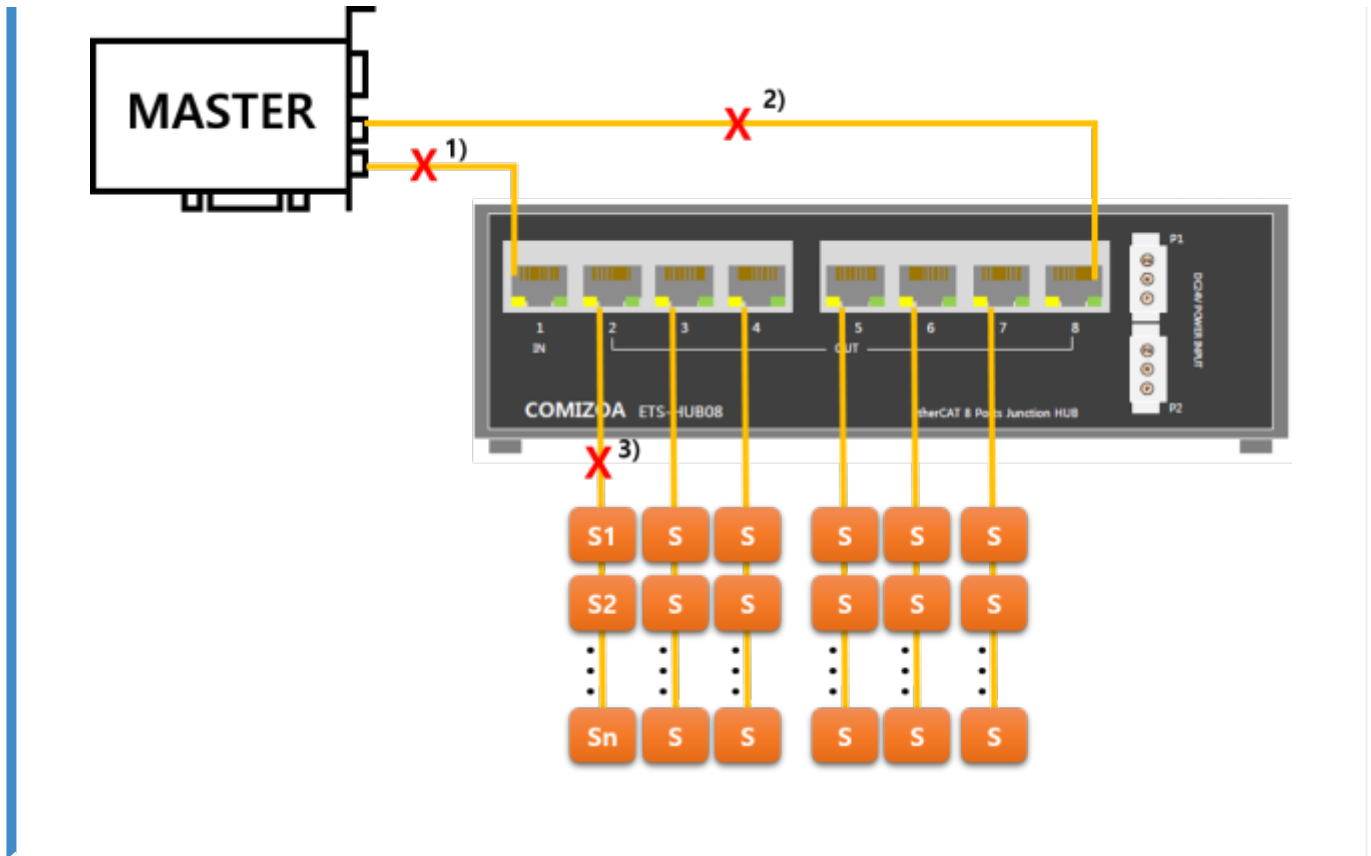 MASTER
2)
1)
P1
1 2 3 4 5 6 7 8
IN OUT
DC24V POWER INPUT
COMIZOA ETS-HUB08 therCAT 8 Ports Junction HUB
P2
3)
S1 S S S S S
S2 S S S S S
Sn S S S S S